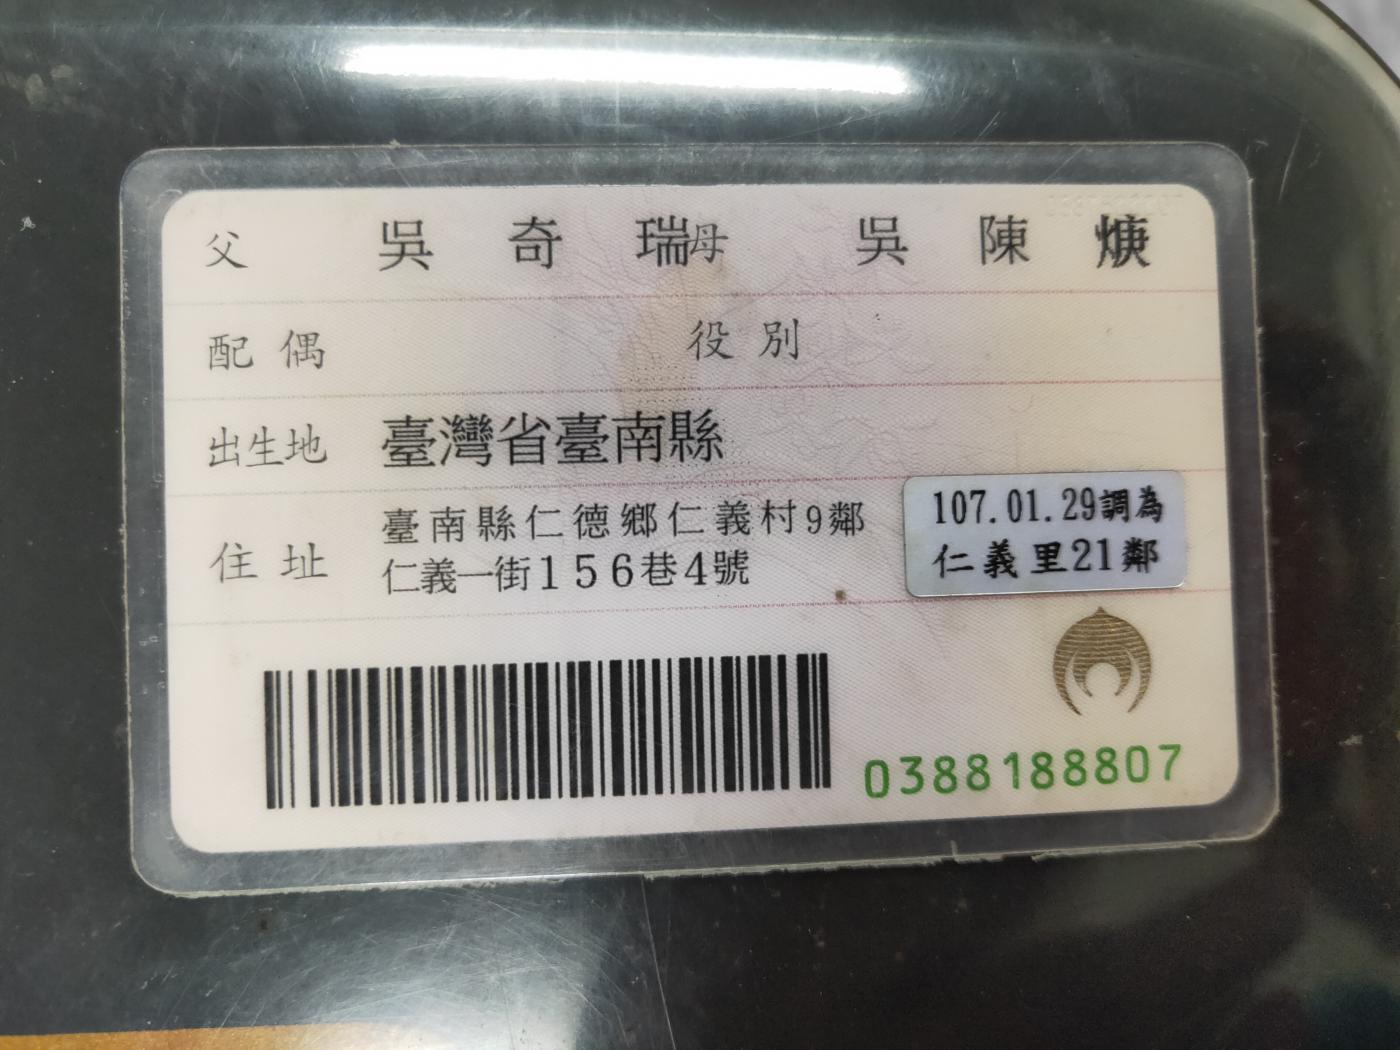 父 吳奇瑞 母 吳陳㷯
配偶 役別
出生地 臺灣省臺南縣
住址 臺南縣仁德鄉仁義村9鄰
仁義一街156巷4號
107.01.29調為
仁義里21鄰
0388188807